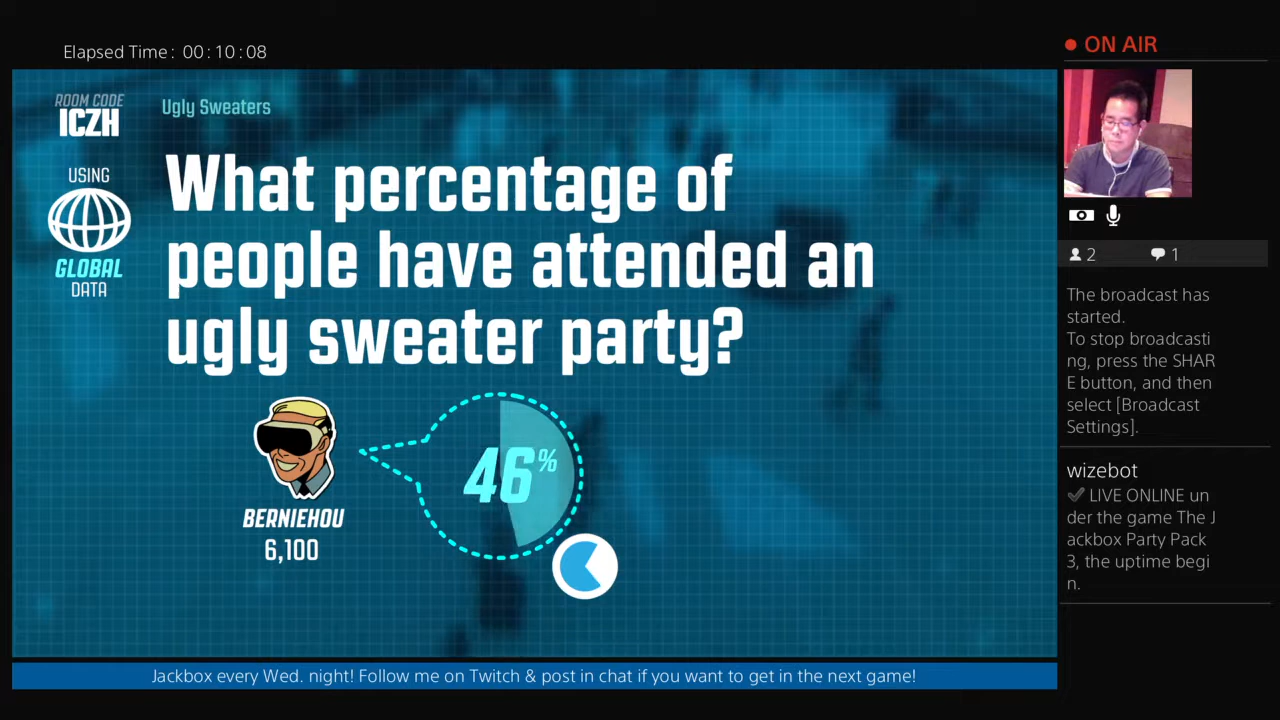 Elapsed Time: 00:10:08
ON AIR
ROOM CODE
ICZH
Ugly Sweaters
USING
GLOBAL
DATA
What percentage of
people have attended an
ugly sweater party?
46%
BERNIEHOU
6,100
2
1
The broadcast has
started.
To stop broadcasti
ng, press the SHAR
E button, and then
select [Broadcast
Settings].
wizebot
✔ LIVE ONLINE un
der the game The J
ackbox Party Pack
3, the uptime begi
n.
Jackbox every Wed. night! Follow me on Twitch & post in chat if you want to get in the next game!